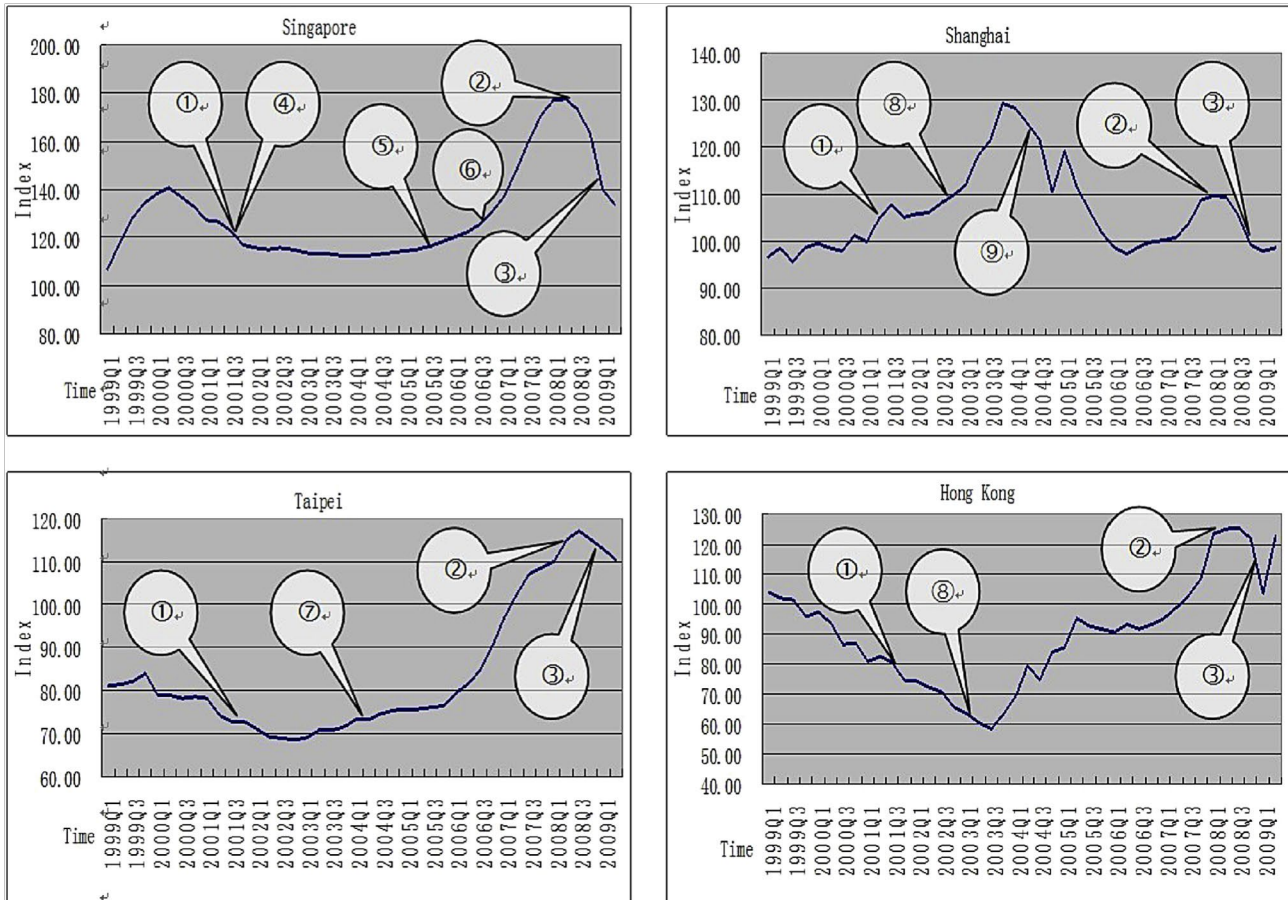 Singapore
200.00
180.00
160.00
140.00
120.00
100.00
80.00
Index
①
④
⑤
⑥
②
③
Time
1999Q1
1999Q3
2000Q1
2000Q3
2001Q1
2001Q3
2002Q1
2002Q3
2003Q1
2003Q3
2004Q1
2004Q3
2005Q1
2005Q3
2006Q1
2006Q3
2007Q1
2007Q3
2008Q1
2008Q3
2009Q1
Shanghai
140.00
130.00
120.00
110.00
100.00
90.00
80.00
Index
①
⑧
⑨
②
③
Time
1999Q1
1999Q3
2000Q1
2000Q3
2001Q1
2001Q3
2002Q1
2002Q3
2003Q1
2003Q3
2004Q1
2004Q3
2005Q1
2005Q3
2006Q1
2006Q3
2007Q1
2007Q3
2008Q1
2008Q3
2009Q1
Taipei
120.00
110.00
100.00
90.00
80.00
70.00
60.00
Index
①
⑦
②
③
Time
1999Q1
1999Q3
2000Q1
2000Q3
2001Q1
2001Q3
2002Q1
2002Q3
2003Q1
2003Q3
2004Q1
2004Q3
2005Q1
2005Q3
2006Q1
2006Q3
2007Q1
2007Q3
2008Q1
2008Q3
2009Q1
Hong Kong
130.00
120.00
110.00
100.00
90.00
80.00
70.00
60.00
50.00
40.00
Index
①
⑧
②
③
Time
1999Q1
1999Q3
2000Q1
2000Q3
2001Q1
2001Q3
2002Q1
2002Q3
2003Q1
2003Q3
2004Q1
2004Q3
2005Q1
2005Q3
2006Q1
2006Q3
2007Q1
2007Q3
2008Q1
2008Q3
2009Q1